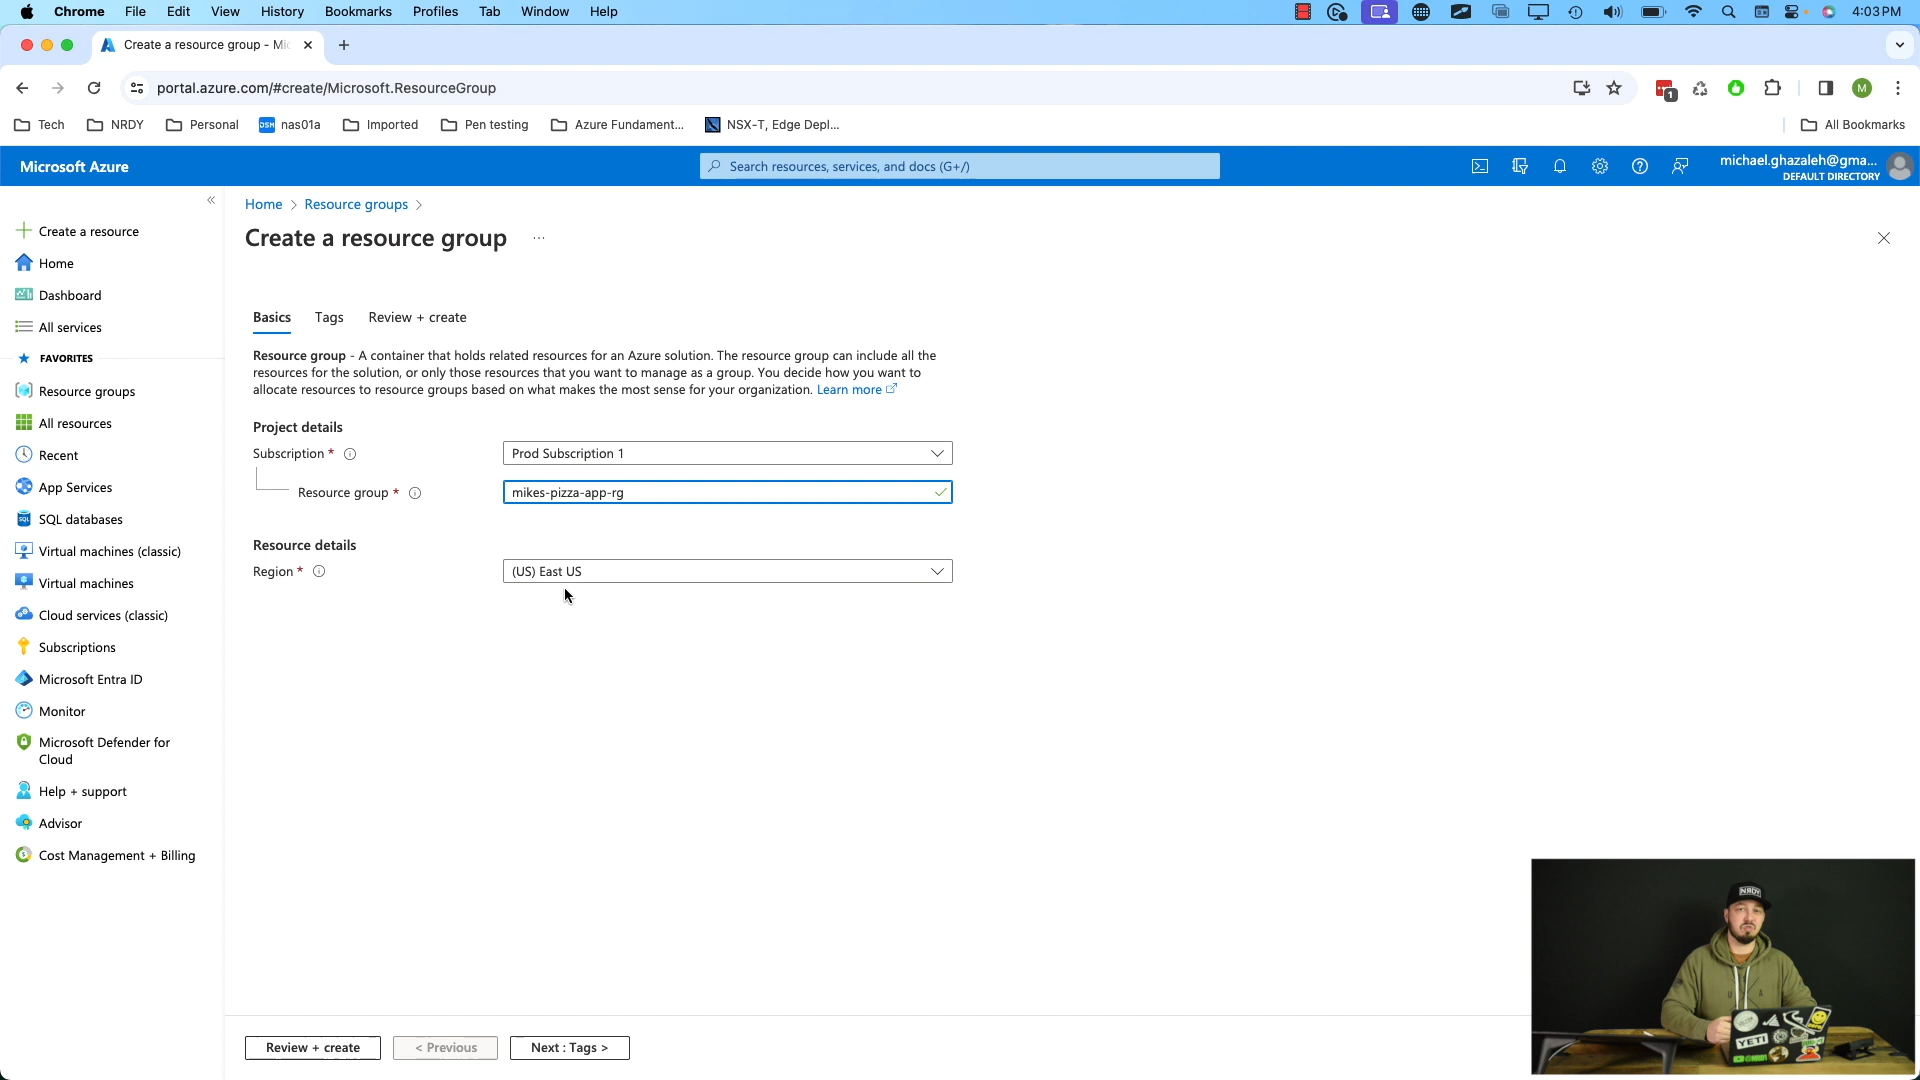 Chrome File Edit View History Bookmarks Profiles Tab Window Help 4:03 PM
Create a resource group - Mi
portal.azure.com/#create/Microsoft.ResourceGroup
1
M
Tech NRDY Personal DSM nas01a Imported Pen testing Azure Fundament... NSX-T, Edge Depl... All Bookmarks
Microsoft Azure
Search resources, services, and docs (G+/)
michael.ghazaleh@gma...
DEFAULT DIRECTORY
Create a resource
Home
Dashboard
All services
FAVORITES
Resource groups
All resources
Recent
App Services
SQL databases
Virtual machines (classic)
Virtual machines
Cloud services (classic)
Subscriptions
Microsoft Entra ID
Monitor
Microsoft Defender for
Cloud
Help + support
Advisor
Cost Management + Billing
Home > Resource groups >
Create a resource group ...
Basics Tags Review + create
Resource group - A container that holds related resources for an Azure solution. The resource group can include all the
resources for the solution, or only those resources that you want to manage as a group. You decide how you want to
allocate resources to resource groups based on what makes the most sense for your organization. Learn more
Project details
Subscription * Prod Subscription 1
Resource group * mikes-pizza-app-rg
Resource details
Region * (US) East US
Review + create < Previous Next : Tags >
NRDY
YETI